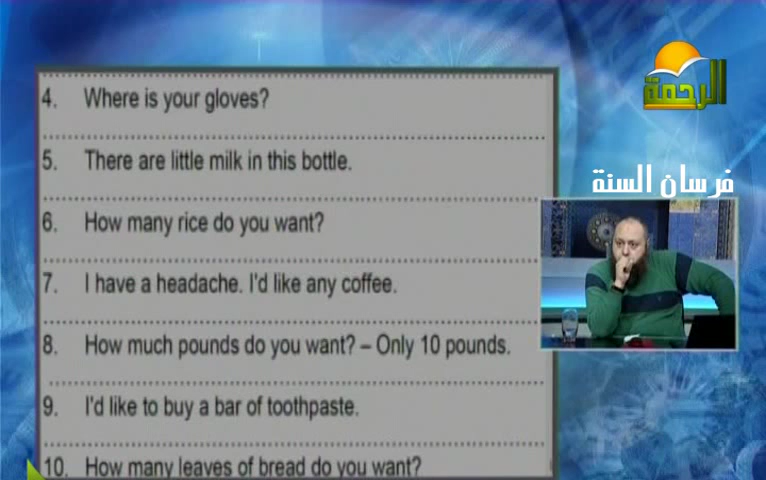 الرحمة
فرسان السنة
4. Where is your gloves?
5. There are little milk in this bottle.
6. How many rice do you want?
7. I have a headache. I'd like any coffee.
8. How much pounds do you want? – Only 10 pounds.
9. I'd like to buy a bar of toothpaste.
10. How many leaves of bread do you want?